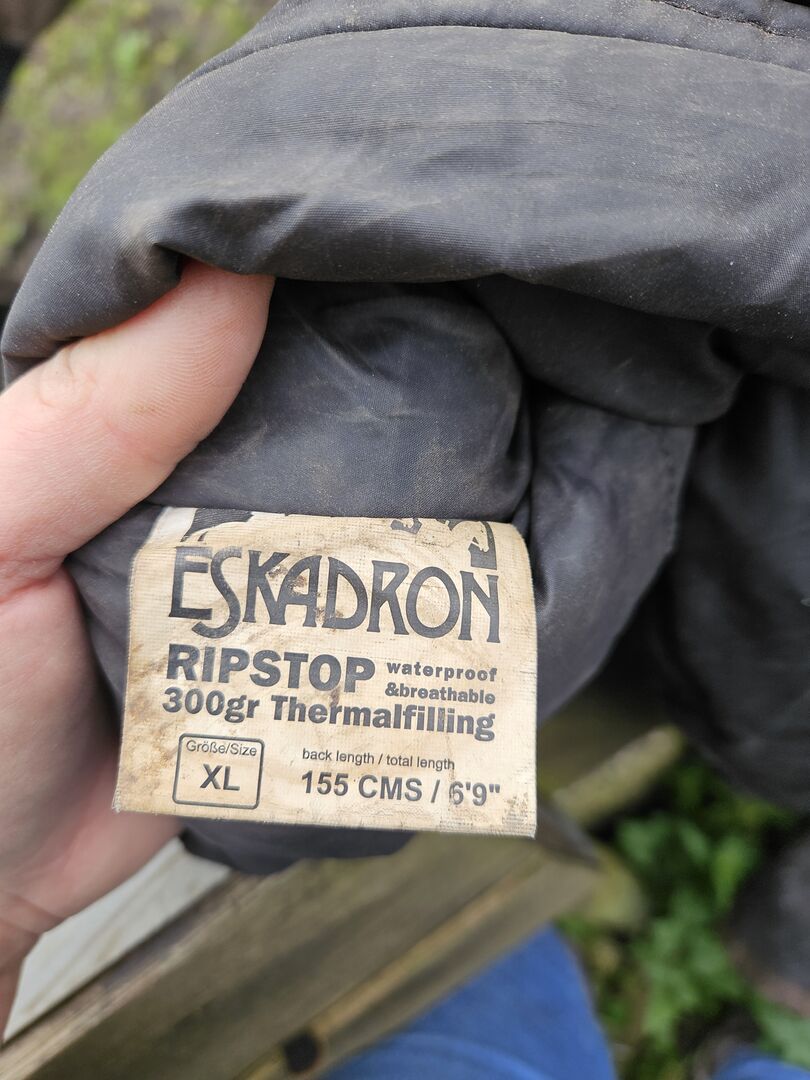 ESKADRON
RIPSTOP waterproof &breathable
300gr Thermalfilling
Größe/Size
XL
back length / total length
155 CMS / 6'9"